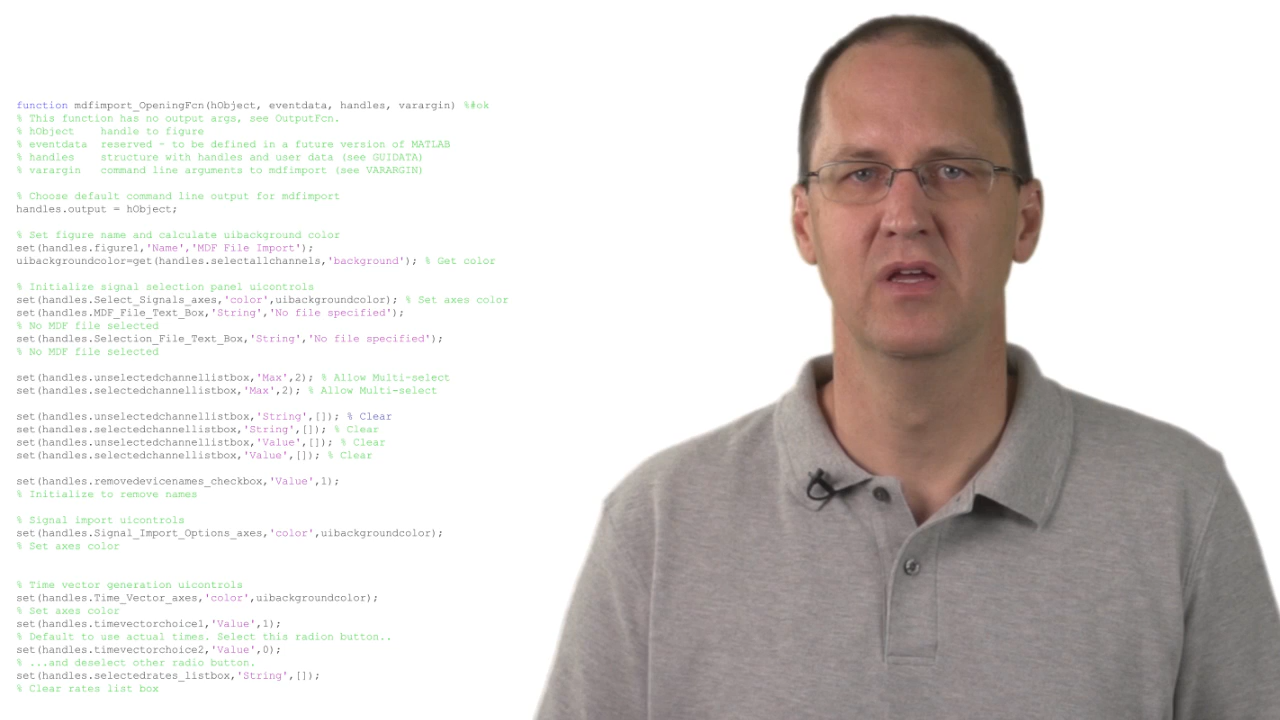 function mdfimport_OpeningFcn(hObject, eventdata, handles, varargin) %#ok
% This function has no output args, see OutputFcn.
% hObject    handle to figure
% eventdata  reserved - to be defined in a future version of MATLAB
% handles    structure with handles and user data (see GUIDATA)
% varargin   command line arguments to mdfimport (see VARARGIN)
% Choose default command line output for mdfimport
handles.output = hObject;
% Set figure name and calculate uibackground color
set(handles.figure1,'Name','MDF File Import');
uibackgroundcolor=get(handles.selectallchannels,'background'); % Get color
% Initialize signal selection panel uicontrols
set(handles.Select_Signals_axes,'color',uibackgroundcolor); % Set axes color
set(handles.MDF_File_Text_Box,'String','No file specified');
% No MDF file selected
set(handles.Selection_File_Text_Box,'String','No file specified');
% No MDF file selected
set(handles.unselectedchannellistbox,'Max',2); % Allow Multi-select
set(handles.selectedchannellistbox,'Max',2); % Allow Multi-select
set(handles.unselectedchannellistbox,'String',[]); % Clear
set(handles.selectedchannellistbox,'String',[]); % Clear
set(handles.unselectedchannellistbox,'Value',[]); % Clear
set(handles.selectedchannellistbox,'Value',[]); % Clear
set(handles.removedevicenames_checkbox,'Value',1);
% Initialize to remove names
% Signal import uicontrols
set(handles.Signal_Import_Options_axes,'color',uibackgroundcolor);
% Set axes color
% Time vector generation uicontrols
set(handles.Time_Vector_axes,'color',uibackgroundcolor);
% Set axes color
set(handles.timevectorchoice1,'Value',1);
% Default to use actual times. Select this radion button..
set(handles.timevectorchoice2,'Value',0);
% ...and deselect other radio button.
set(handles.selectedrates_listbox,'String',[]);
% Clear rates list box